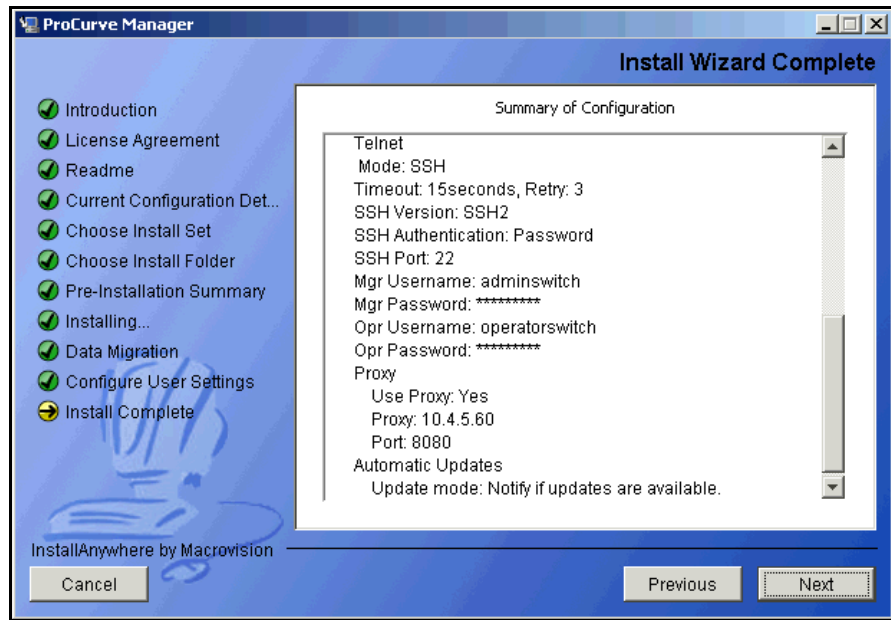 ProCurve Manager
Install Wizard Complete
Introduction
License Agreement
Readme
Current Configuration Det...
Choose Install Set
Choose Install Folder
Pre-Installation Summary
Installing...
Data Migration
Configure User Settings
Install Complete
Summary of Configuration
Telnet
Mode: SSH
Timeout: 15seconds, Retry: 3
SSH Version: SSH2
SSH Authentication: Password
SSH Port: 22
Mgr Username: adminswitch
Mgr Password: *********
Opr Username: operatorswitch
Opr Password: *********
Proxy
Use Proxy: Yes
Proxy: 10.4.5.60
Port: 8080
Automatic Updates
Update mode: Notify if updates are available.
InstallAnywhere by Macrovision
Cancel
Previous
Next